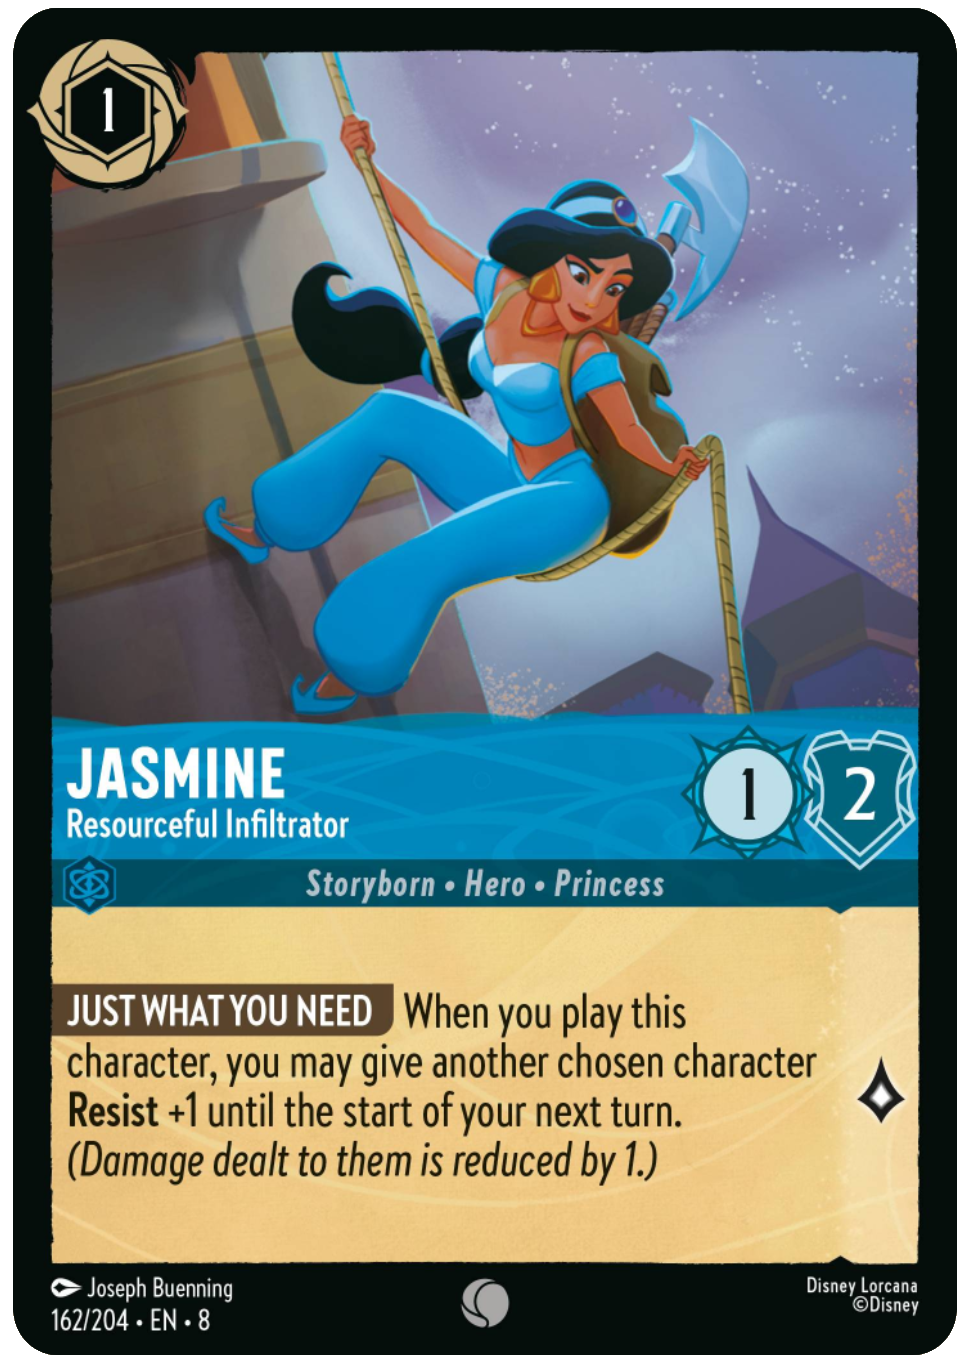 1
JASMINE
Resourceful Infiltrator
1 2
Storyborn • Hero • Princess
JUST WHAT YOU NEED When you play this
character, you may give another chosen character
Resist +1 until the start of your next turn.
(Damage dealt to them is reduced by 1.)
Joseph Buenning
162/204 • EN • 8
Disney Lorcana
©Disney